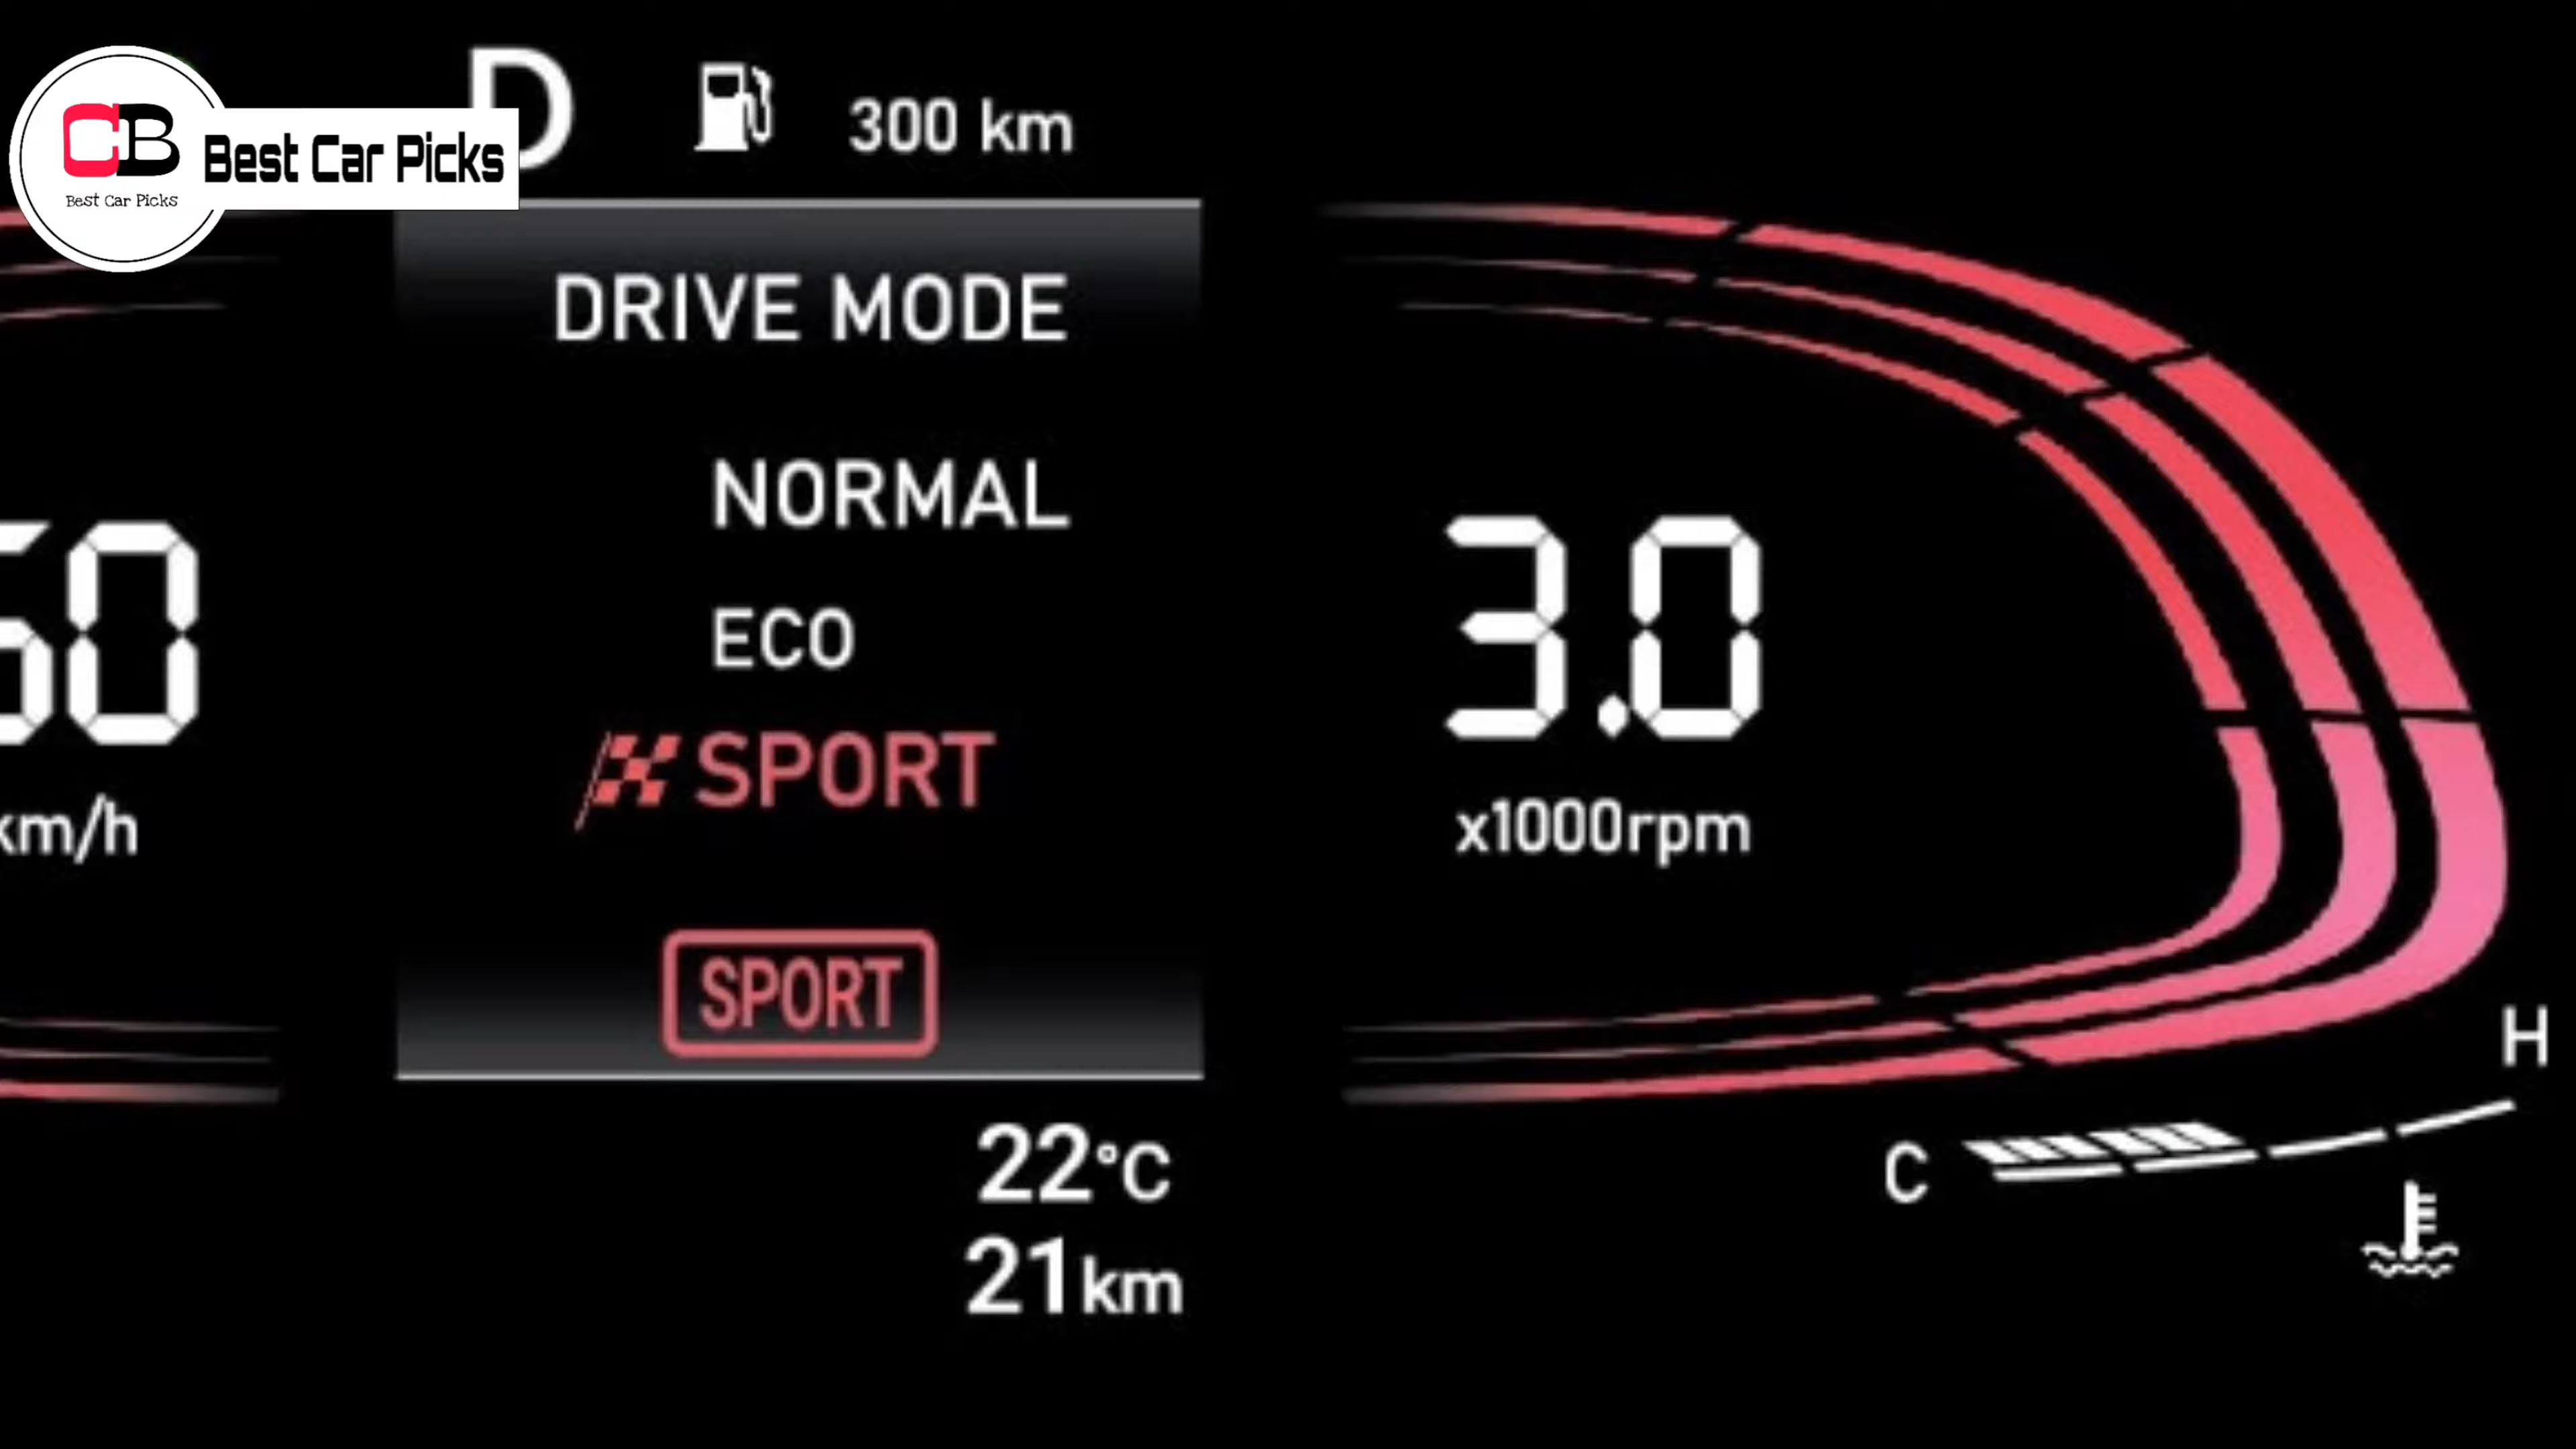 D
300 km
CB
Best Car Picks
Best Car Picks
DRIVE MODE
NORMAL
ECO
SPORT
60
km/h
3.0
x1000rpm
SPORT
H
C
22°C
21km